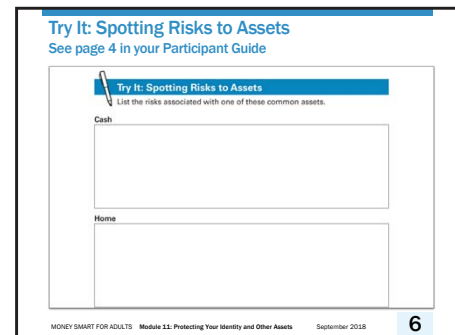 Try It: Spotting Risks to Assets
See page 4 in your Participant Guide
Try It: Spotting Risks to Assets
List the risks associated with one of these common assets.
Cash
Home
MONEY SMART FOR ADULTS Module 11: Protecting Your Identity and Other Assets September 2018 6